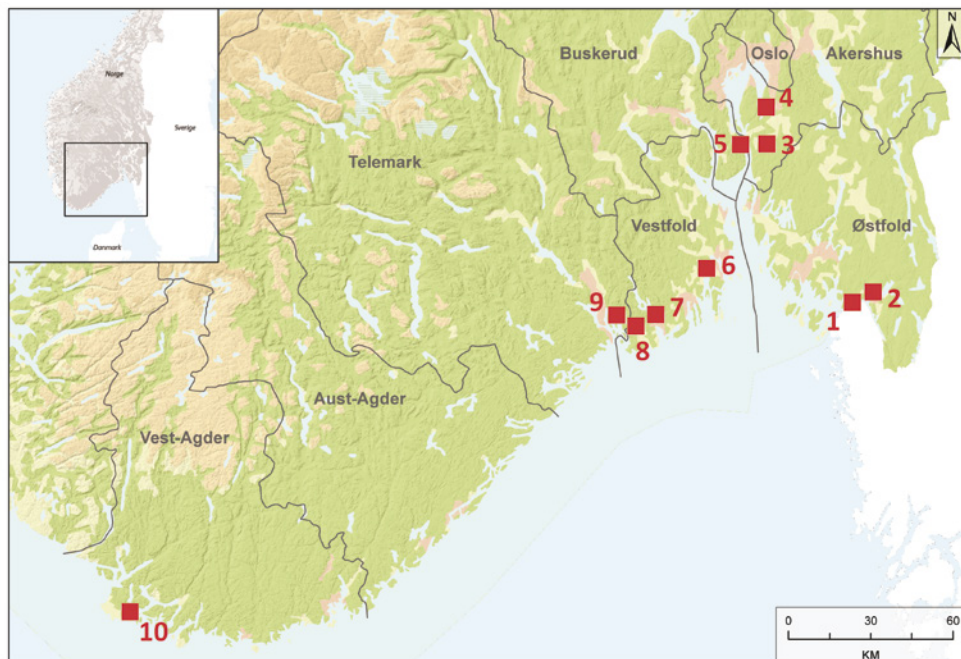 Norge
Sverige
Danmark
Buskerud
Oslo
Akershus
N
4
5
3
Telemark
Vestfold
Østfold
6
9
7
2
1
8
Aust-Agder
Vest-Agder
10
0 30 60
KM